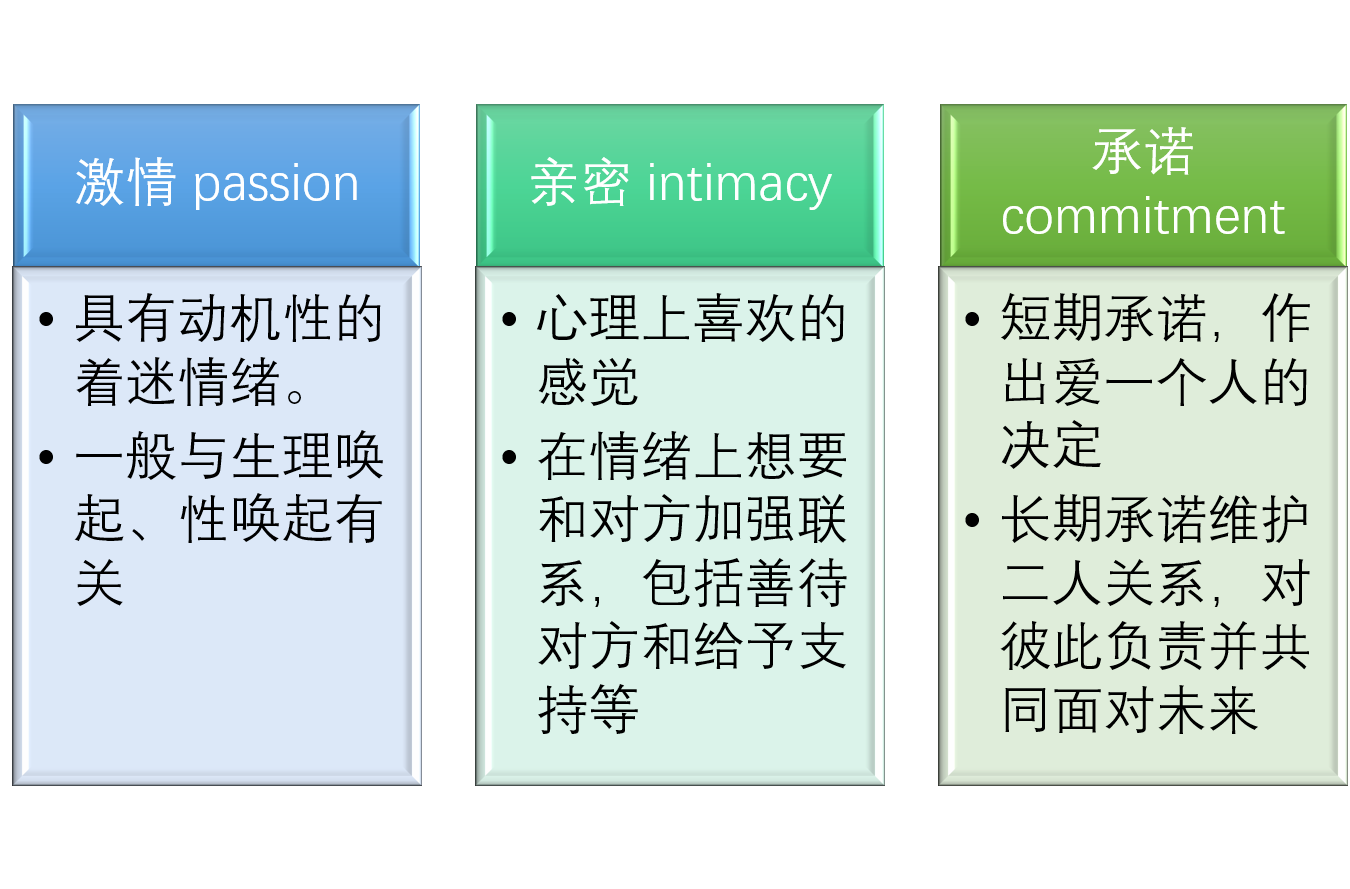 激情 passion
• 具有动机性的
着迷情绪。
• 一般与生理唤
起、性唤起有
关
亲密 intimacy
• 心理上喜欢的
感觉
• 在情绪上想要
和对方加强联
系，包括善待
对方和给予支
持等
承诺
commitment
• 短期承诺，作
出爱一个人的
决定
• 长期承诺维护
二人关系，对
彼此负责并共
同面对未来